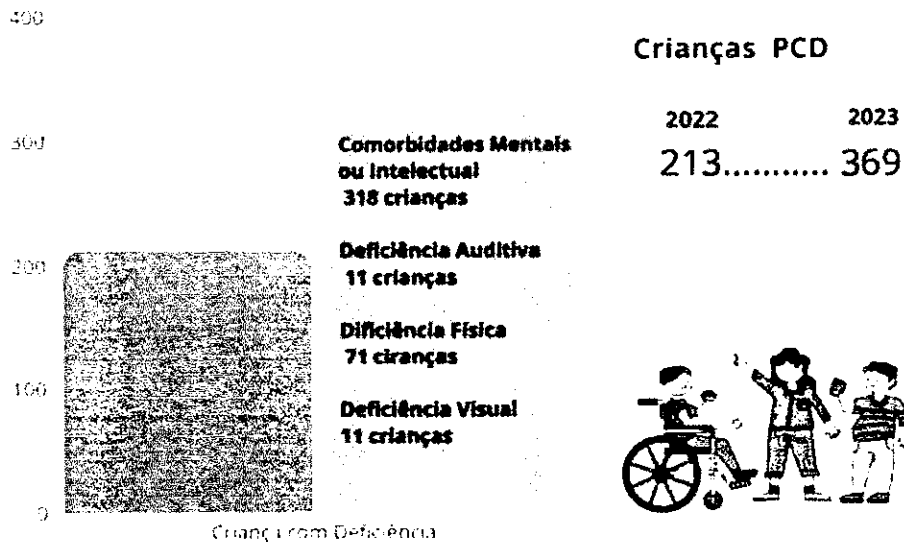 400
300
200
100
0
Comorbidades Mentais
ou Intelectual
318 crianças
Deficiência Auditiva
11 crianças
Dificiência Física
71 ciranças
Deficiência Visual
11 crianças
Criança com Deficiência
Crianças PCD
2022 2023
213........... 369